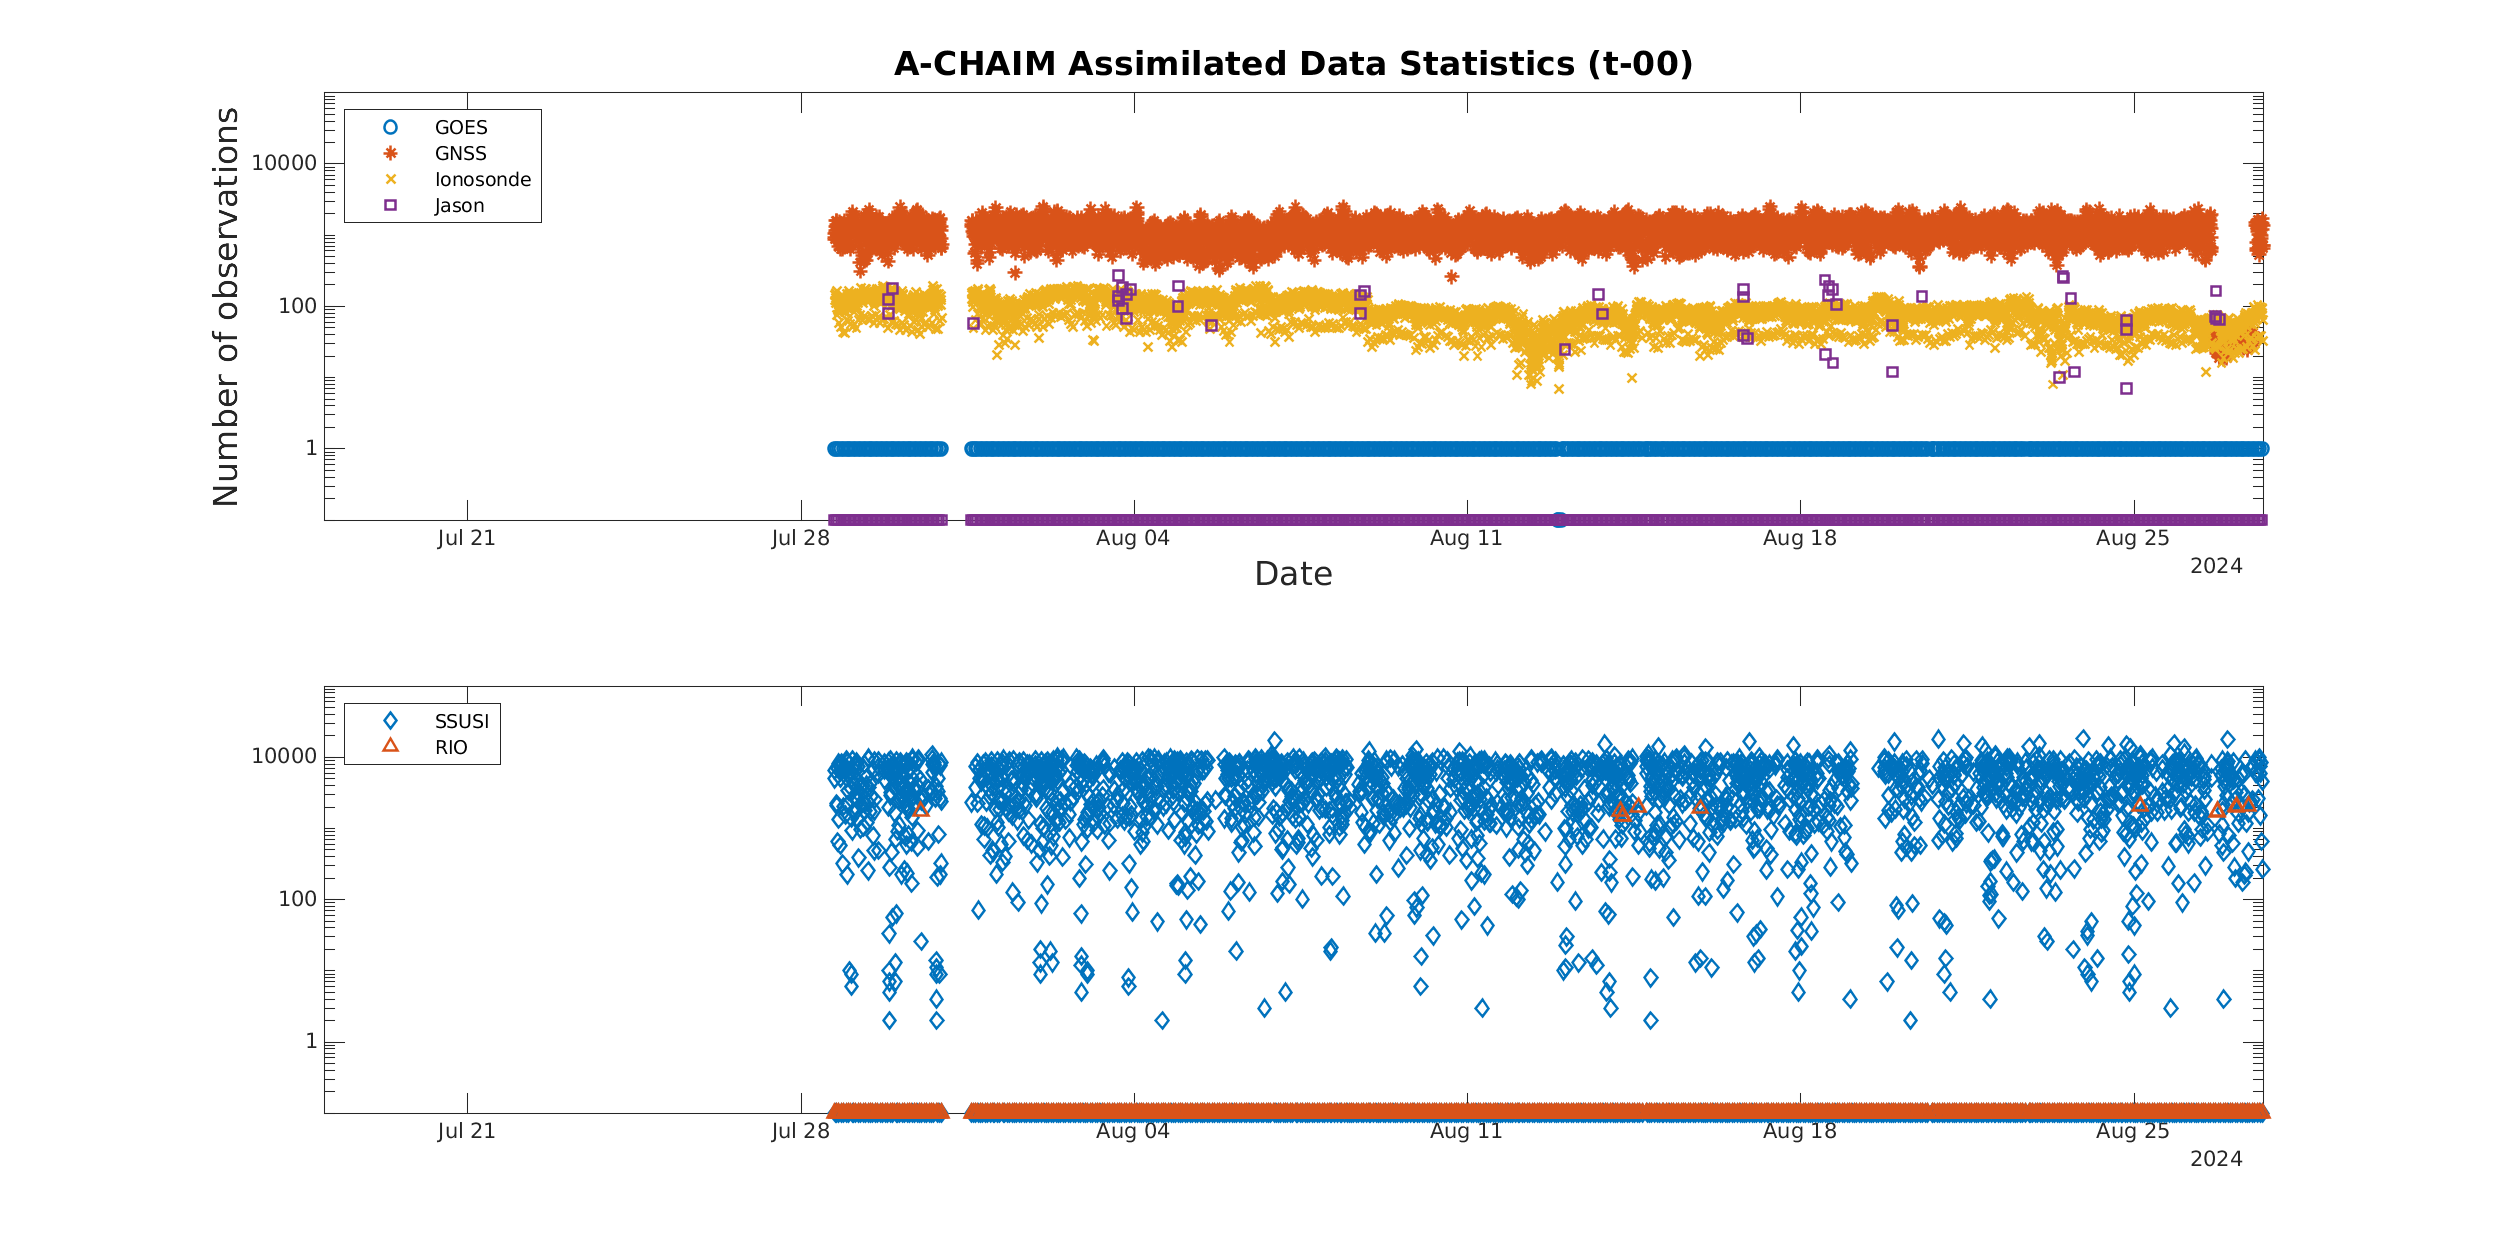 A-CHAIM Assimilated Data Statistics (t-00)
Number of observations
10000
100
1
GOES
GNSS
Ionosonde
Jason
Jul 21
Jul 28
Aug 04
Aug 11
Aug 18
Aug 25
2024
Date
10000
100
1
SSUSI
RIO
Jul 21
Jul 28
Aug 04
Aug 11
Aug 18
Aug 25
2024